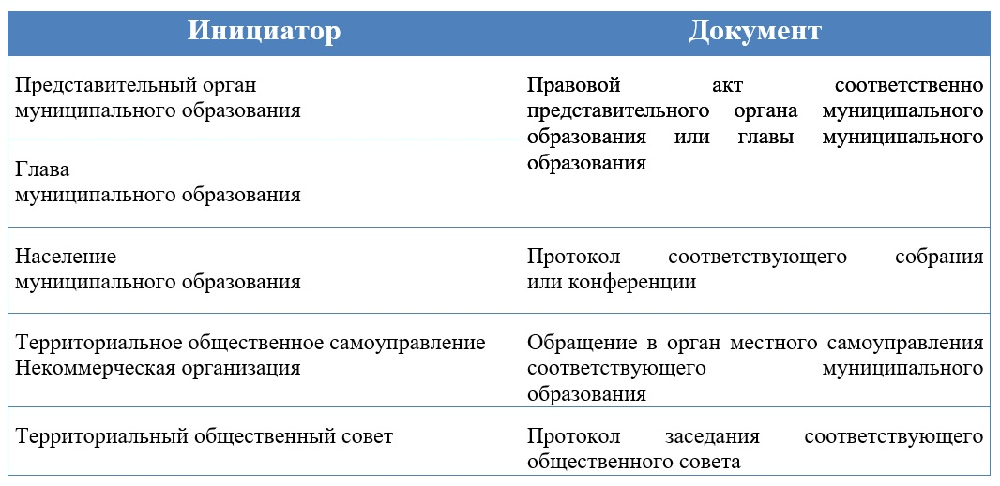 Инициатор
Документ
Представительный орган
муниципального образования
Правовой акт соответственно
представительного органа муниципального
образования или главы муниципального
образования
Глава
муниципального образования
Население
муниципального образования
Протокол соответствующего собрания
или конференции
Территориальное общественное самоуправление
Некоммерческая организация
Обращение в орган местного самоуправления
соответствующего муниципального
образования
Территориальный общественный совет
Протокол заседания соответствующего
общественного совета